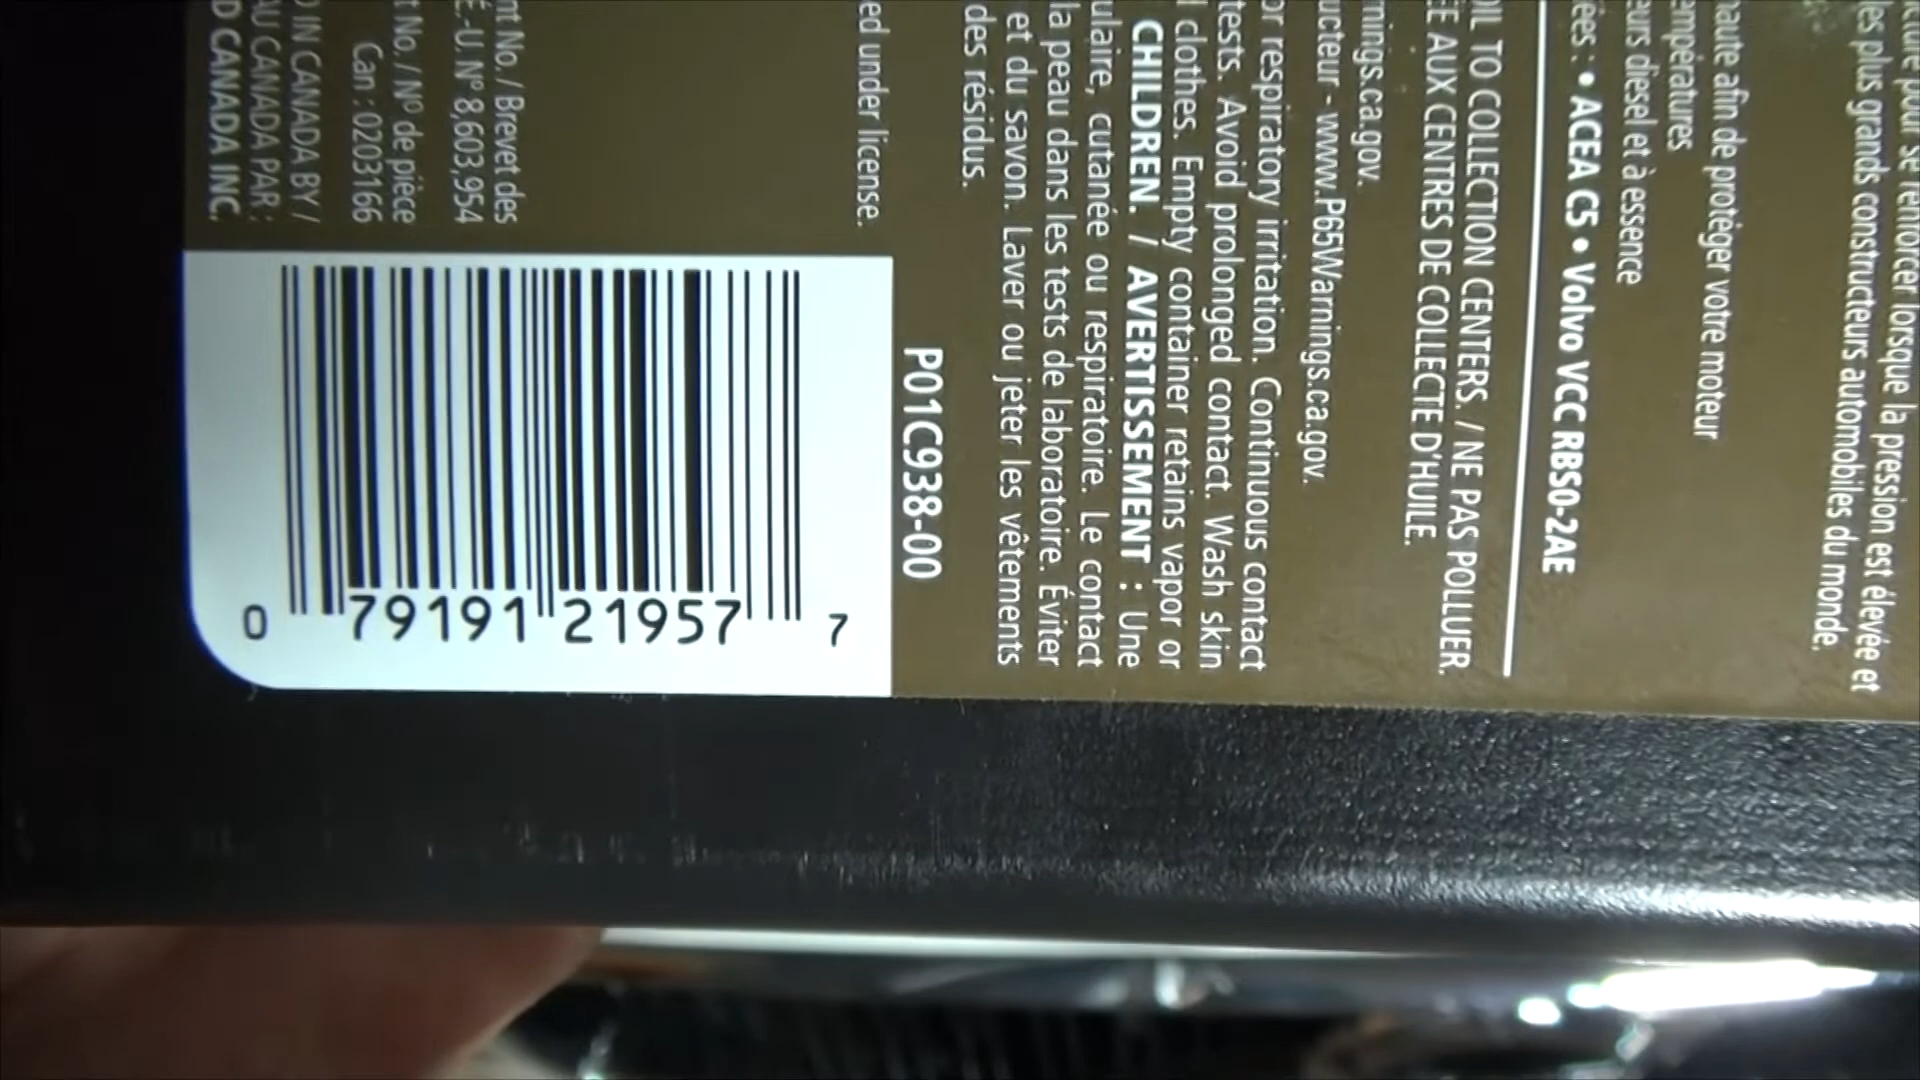 cture pour se renforcer lorsque la pression est élevée et
les plus grands constructeurs automobiles du monde.
haute afin de protéger votre moteur
empératures
eurs diesel et à essence
ées : • ACEA C5 • Volvo VCC RBS0-2AE
OIL TO COLLECTION CENTERS. / NE PAS POLLUER.
EE AUX CENTRES DE COLLECTE D'HUILE.
nings.ca.gov.
ucteur - www.P65Warnings.ca.gov.
or respiratory irritation. Continuous contact
tests. Avoid prolonged contact. Wash skin
clothes. Empty container retains vapor or
CHILDREN. / AVERTISSEMENT : Une
ulaire, cutanée ou respiratoire. Le contact
la peau dans les tests de laboratoire. Éviter
et du savon. Laver ou jeter les vêtements
des résidus.
P01C938-00
ed under license.
nt No. / Brevet des
É.-U. Nº 8,603,954
t No. / Nº de pièce
Can : 0203166
D IN CANADA BY /
AU CANADA PAR :
D CANADA INC.
0 79191 21957 7